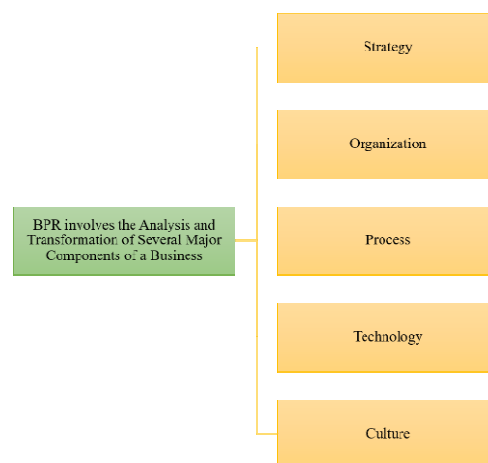 Strategy
Organization
BPR involves the Analysis and
Transformation of Several Major
Components of a Business
Process
Technology
Culture